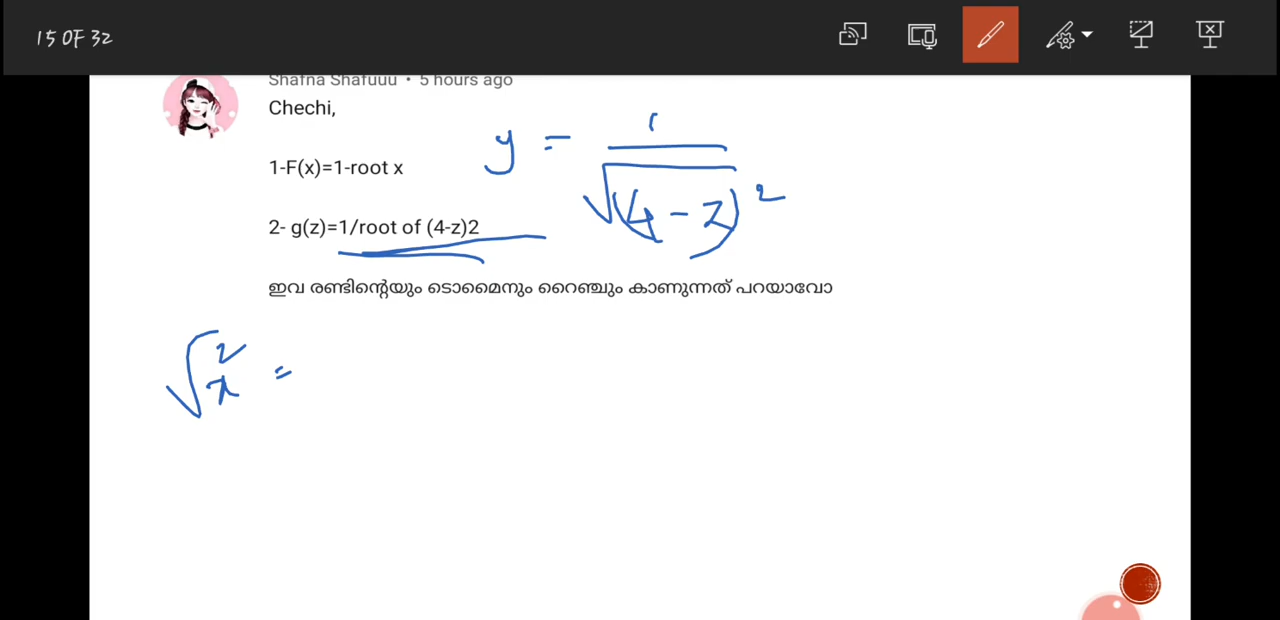 15 OF 32
Shafna Shafuuu • 5 hours ago
Chechi,
1-F(x)=1-root x
y = 1/√(4-z)²
2- g(z)=1/root of (4-z)2
ഇവ രണ്ടിന്റെയും ടൊമൈനും റൈഞ്ചും കാണുന്നത് പറയാവോ
√x² =